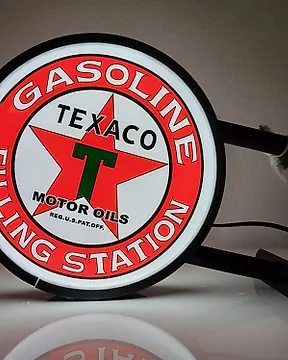 GASOLINE
TEXACO
T
MOTOR OILS
REG.U.S.PAT.OFF.
FILLING STATION